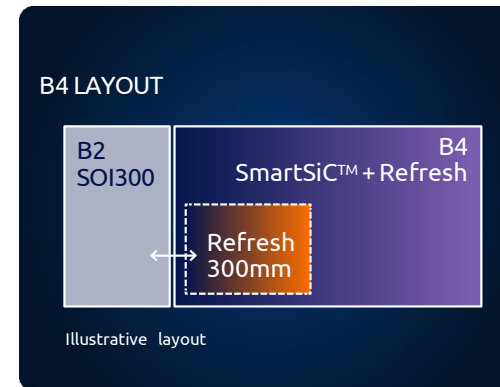 B4 LAYOUT
B2
SOI300
B4
SmartSiC™ + Refresh
Refresh
300mm
Illustrative layout